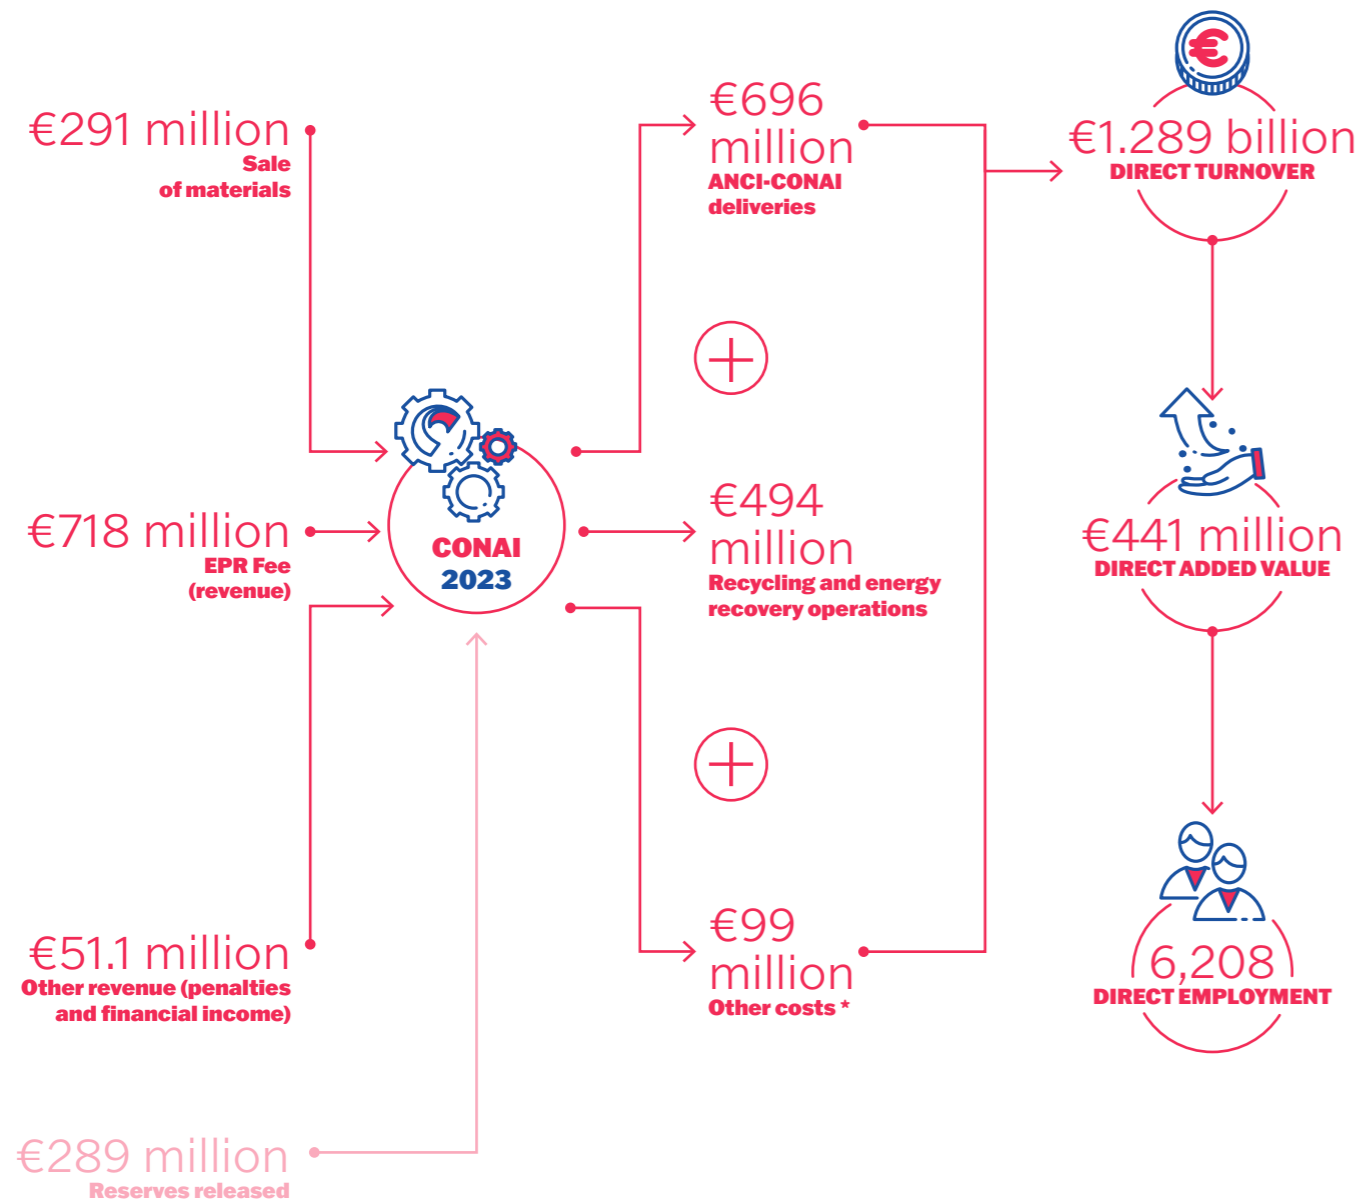 €291 million
Sale
of materials
€718 million
EPR Fee
(revenue)
€51.1 million
Other revenue (penalties
and financial income)
€289 million
Reserves released
CONAI
2023
€696
million
ANCI-CONAI
deliveries
€494
million
Recycling and energy
recovery operations
€99
million
Other costs *
€1.289 billion
DIRECT TURNOVER
€441 million
DIRECT ADDED VALUE
6,208
DIRECT EMPLOYMENT